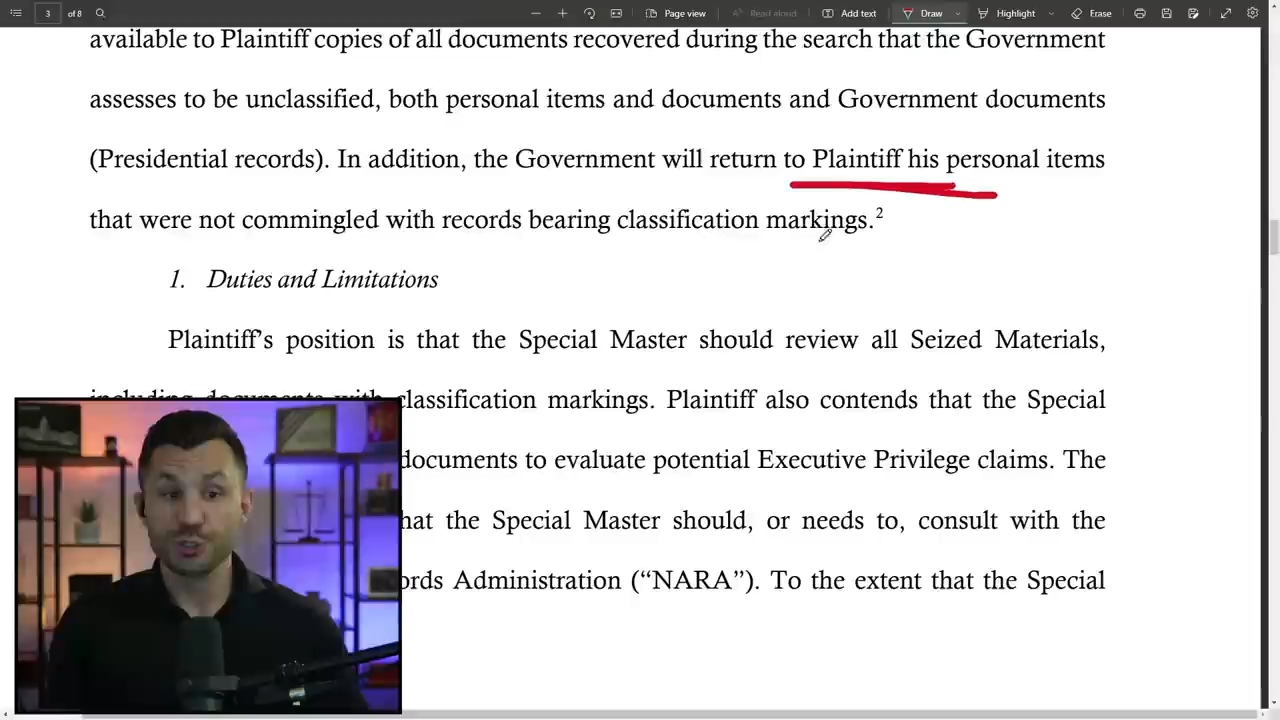 3 of 8 Page view Read aloud Add text Draw Highlight Erase
available to Plaintiff copies of all documents recovered during the search that the Government
assesses to be unclassified, both personal items and documents and Government documents
(Presidential records). In addition, the Government will return to Plaintiff his personal items
that were not commingled with records bearing classification markings.2
1. Duties and Limitations
Plaintiff’s position is that the Special Master should review all Seized Materials,
including documents with classification markings. Plaintiff also contends that the Special
documents to evaluate potential Executive Privilege claims. The
hat the Special Master should, or needs to, consult with the
ords Administration (“NARA”). To the extent that the Special